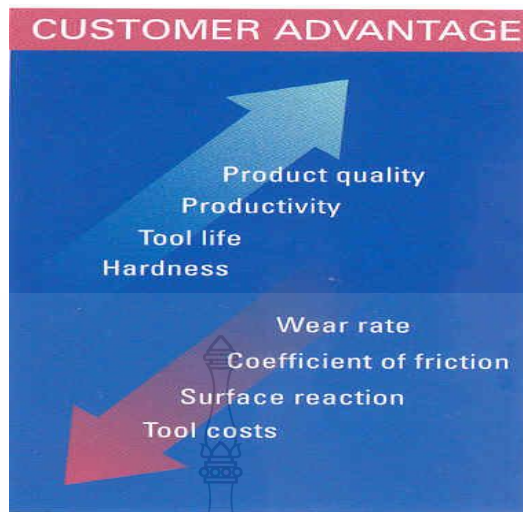 CUSTOMER ADVANTAGE
Product quality
Productivity
Tool life
Hardness
Wear rate
Coefficient of friction
Surface reaction
Tool costs